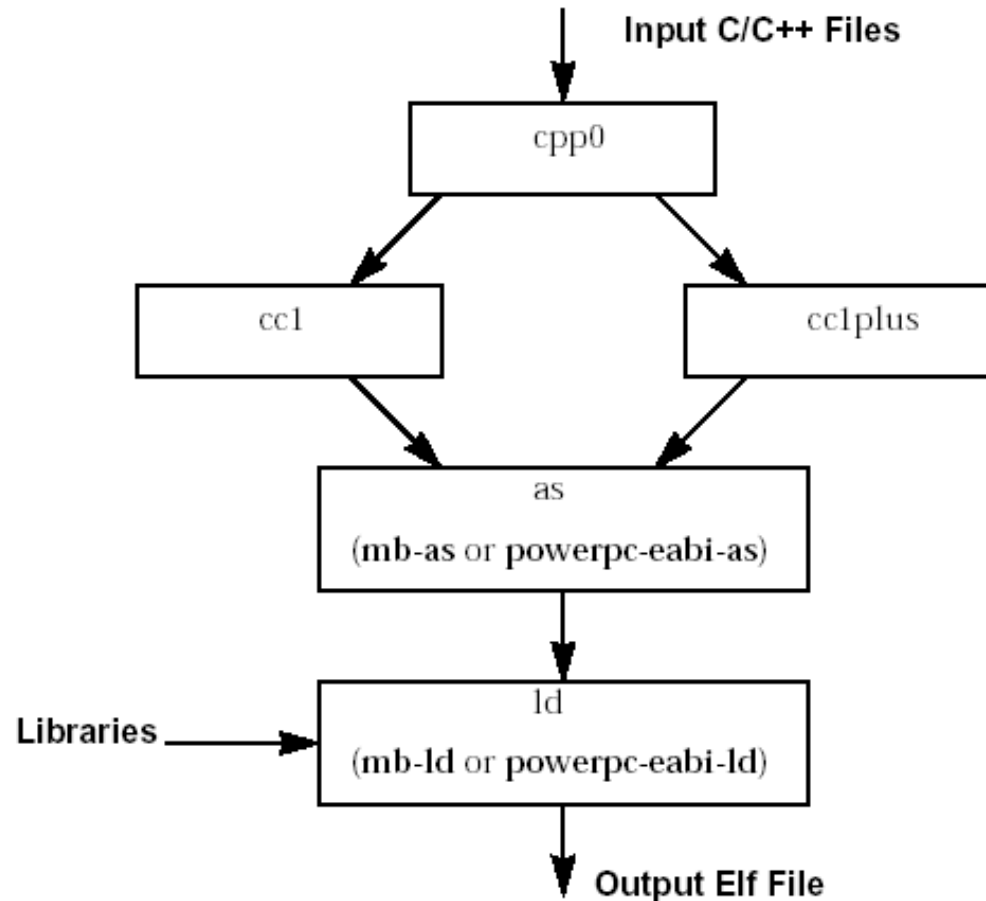 Input C/C++ Files
cpp0
cc1
cc1plus
as
(mb-as or powerpc-eabi-as)
ld
Libraries
(mb-ld or powerpc-eabi-ld)
Output Elf File